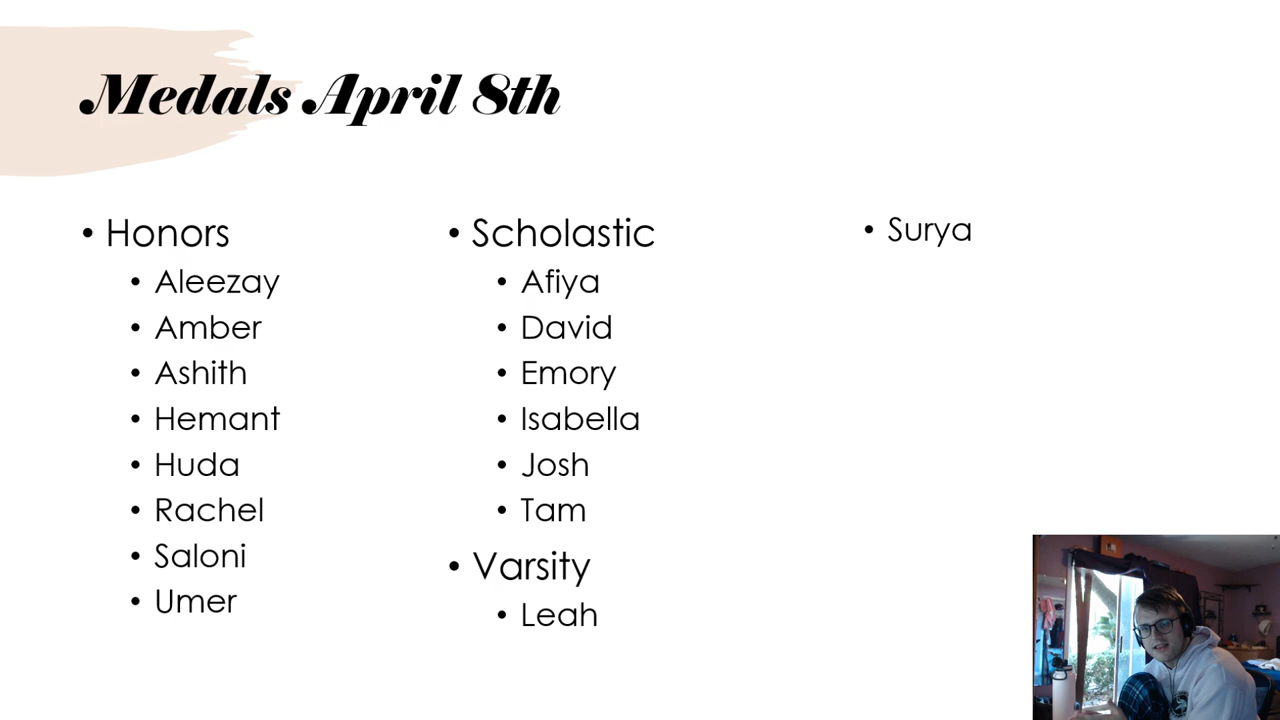 Medals April 8th
• Honors
• Aleezay
• Amber
• Ashith
• Hemant
• Huda
• Rachel
• Saloni
• Umer
• Scholastic
• Afiya
• David
• Emory
• Isabella
• Josh
• Tam
• Varsity
• Leah
• Surya